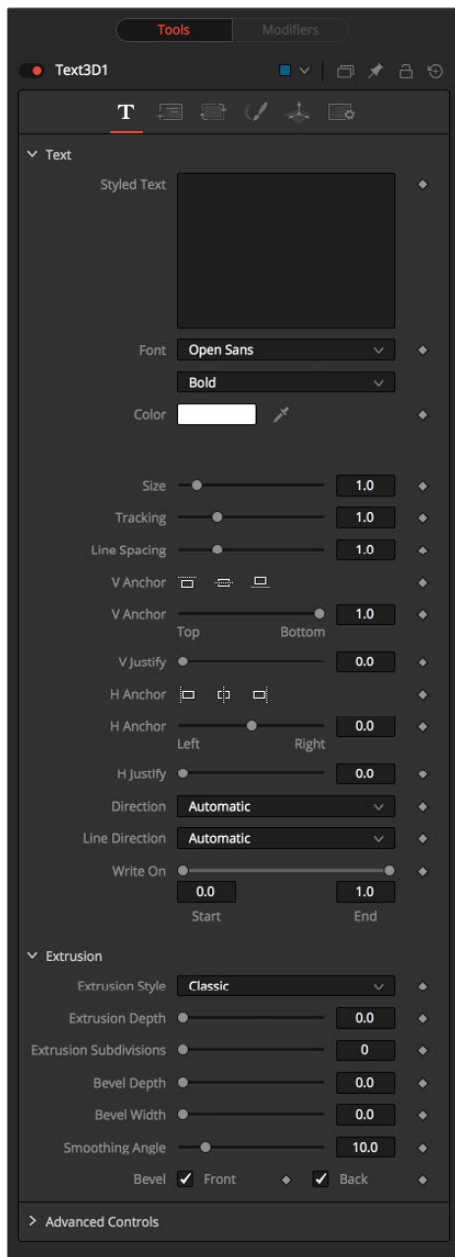 Tools Modifiers
Text3D1
T
Text
Styled Text
Font Open Sans
Bold
Color
Size 1.0
Tracking 1.0
Line Spacing 1.0
V Anchor
V Anchor 1.0
Top Bottom
V Justify 0.0
H Anchor
H Anchor 0.0
Left Right
H Justify 0.0
Direction Automatic
Line Direction Automatic
Write On
0.0 1.0
Start End
Extrusion
Extrusion Style Classic
Extrusion Depth 0.0
Extrusion Subdivisions 0
Bevel Depth 0.0
Bevel Width 0.0
Smoothing Angle 10.0
Bevel Front Back
Advanced Controls